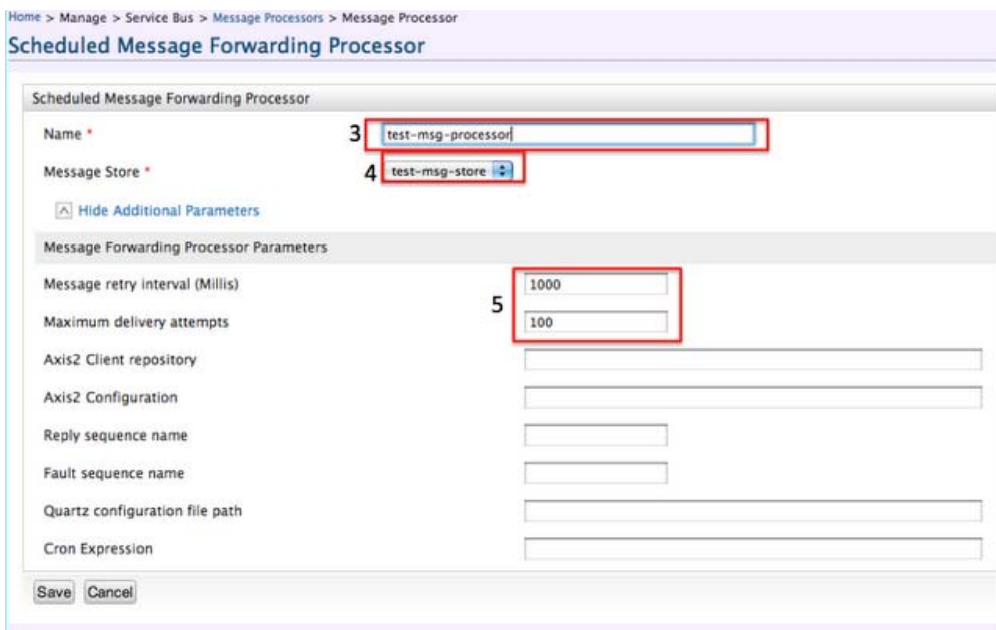 Home > Manage > Service Bus > Message Processors > Message Processor
Scheduled Message Forwarding Processor
Scheduled Message Forwarding Processor
Name * 3 test-msg-processor
Message Store * 4 test-msg-store
Hide Additional Parameters
Message Forwarding Processor Parameters
Message retry interval (Millis) 1000
5
Maximum delivery attempts 100
Axis2 Client repository
Axis2 Configuration
Reply sequence name
Fault sequence name
Quartz configuration file path
Cron Expression
Save Cancel